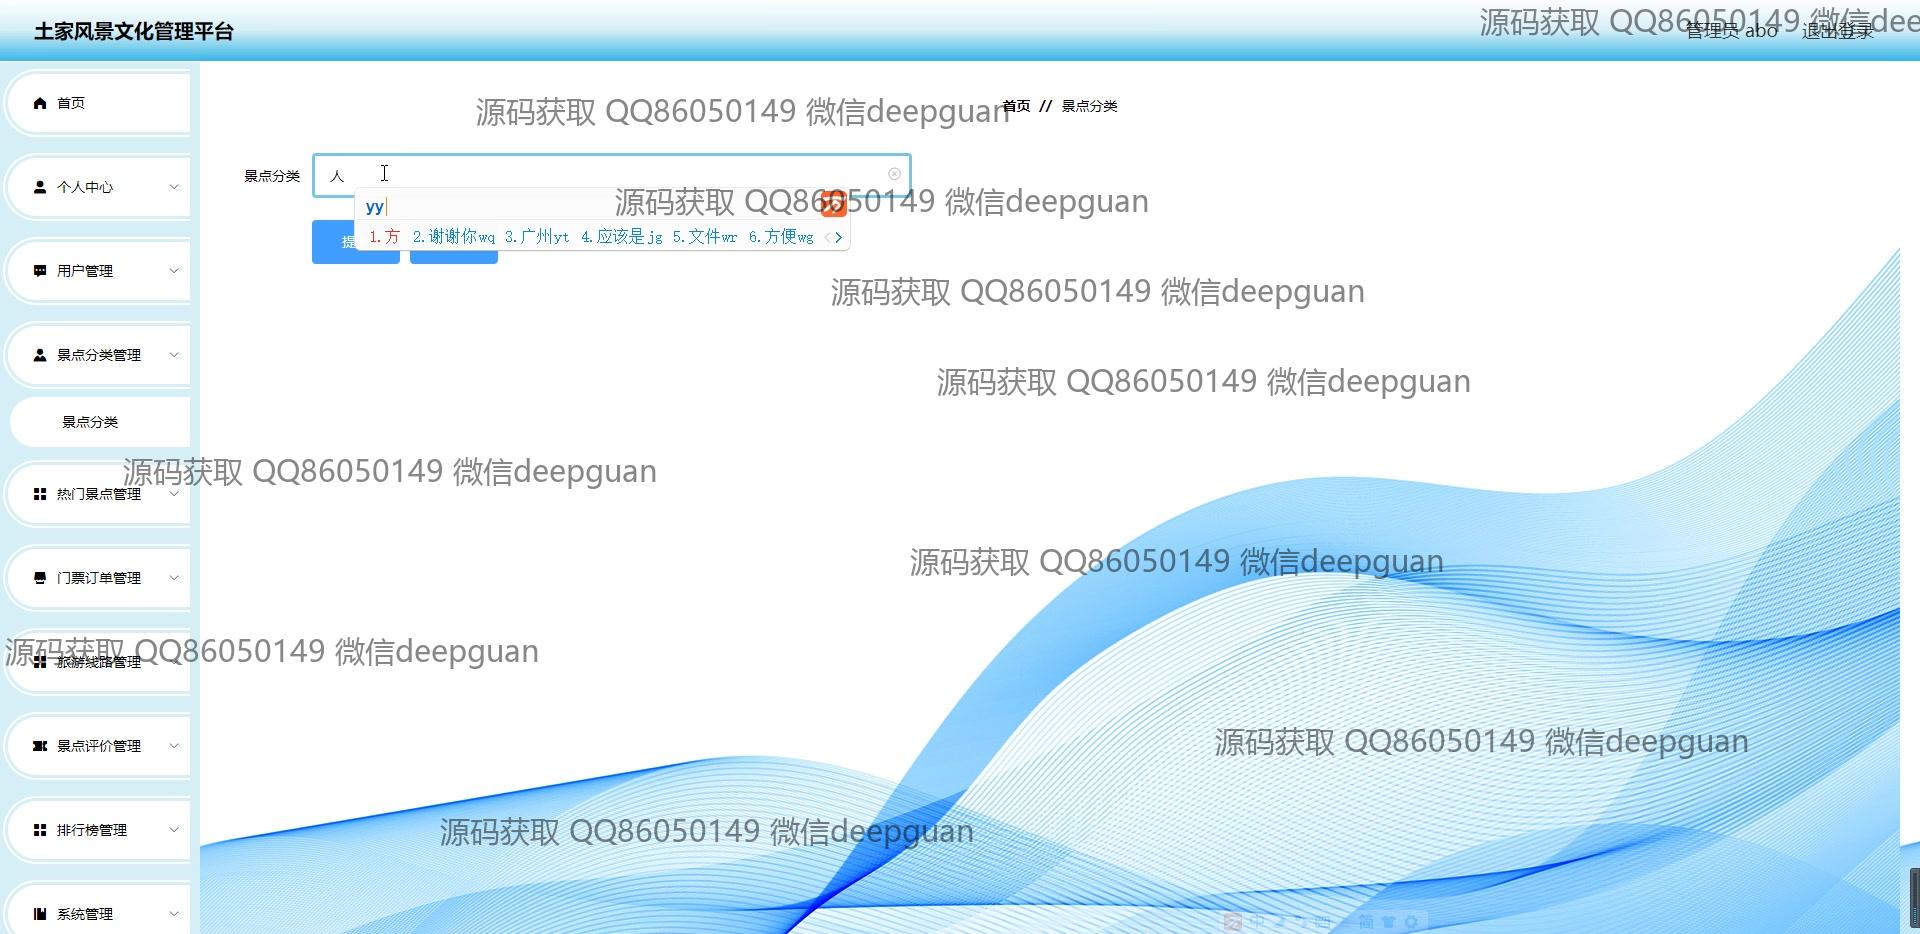 土家风景文化管理平台
源码获取 QQ86050149 微信dee
管理员 abo 退出登录
首页
源码获取 QQ86050149 微信deepguan
首页 // 景点分类
个人中心
景点分类
人
源码获取 QQ86050149 微信deepguan
yy
1.方 2.谢谢你wq 3.广州yt 4.应该是jg 5.文件wr 6.方便wg
提
用户管理
源码获取 QQ86050149 微信deepguan
景点分类管理
源码获取 QQ86050149 微信deepguan
景点分类
源码获取 QQ86050149 微信deepguan
热门景点管理
源码获取 QQ86050149 微信deepguan
门票订单管理
源码获取 QQ86050149 微信deepguan
旅游线路管理
源码获取 QQ86050149 微信deepguan
景点评价管理
排行榜管理
源码获取 QQ86050149 微信deepguan
系统管理
中 简